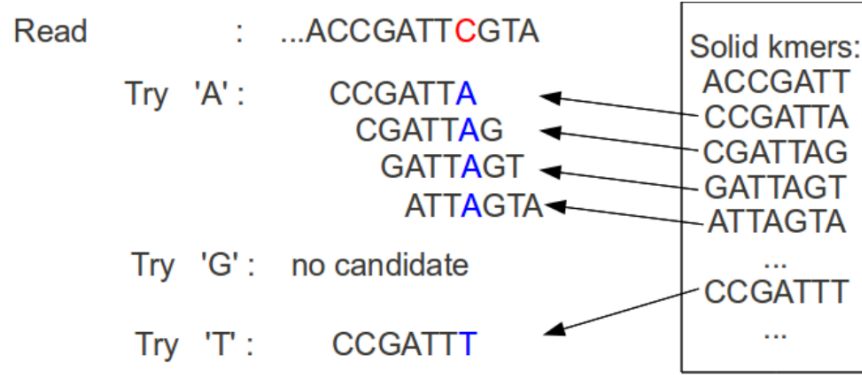 Read : ...ACCGATTCGTA
Try 'A' : CCGATTA
CGATTAG
GATTAGT
ATTAGTA
Try 'G' : no candidate
Try 'T' : CCGATTT
Solid kmers:
ACCGATT
CCGATTA
CGATTAG
GATTAGT
ATTAGTA
...
CCGATTT
...